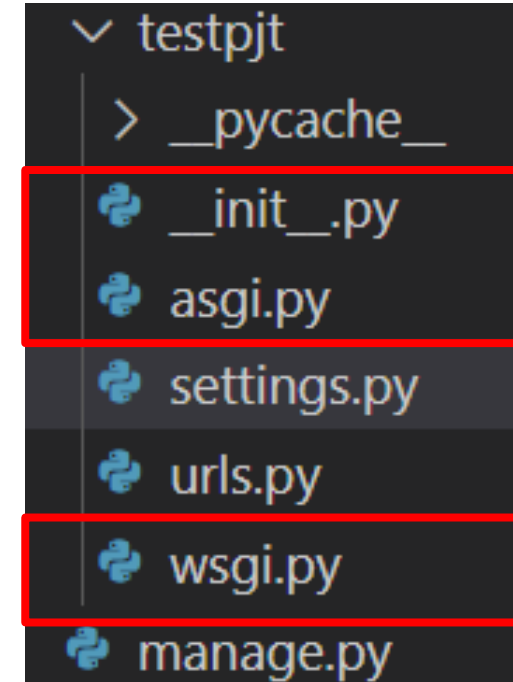 testpjt
__pycache__
__init__.py
asgi.py
settings.py
urls.py
wsgi.py
manage.py